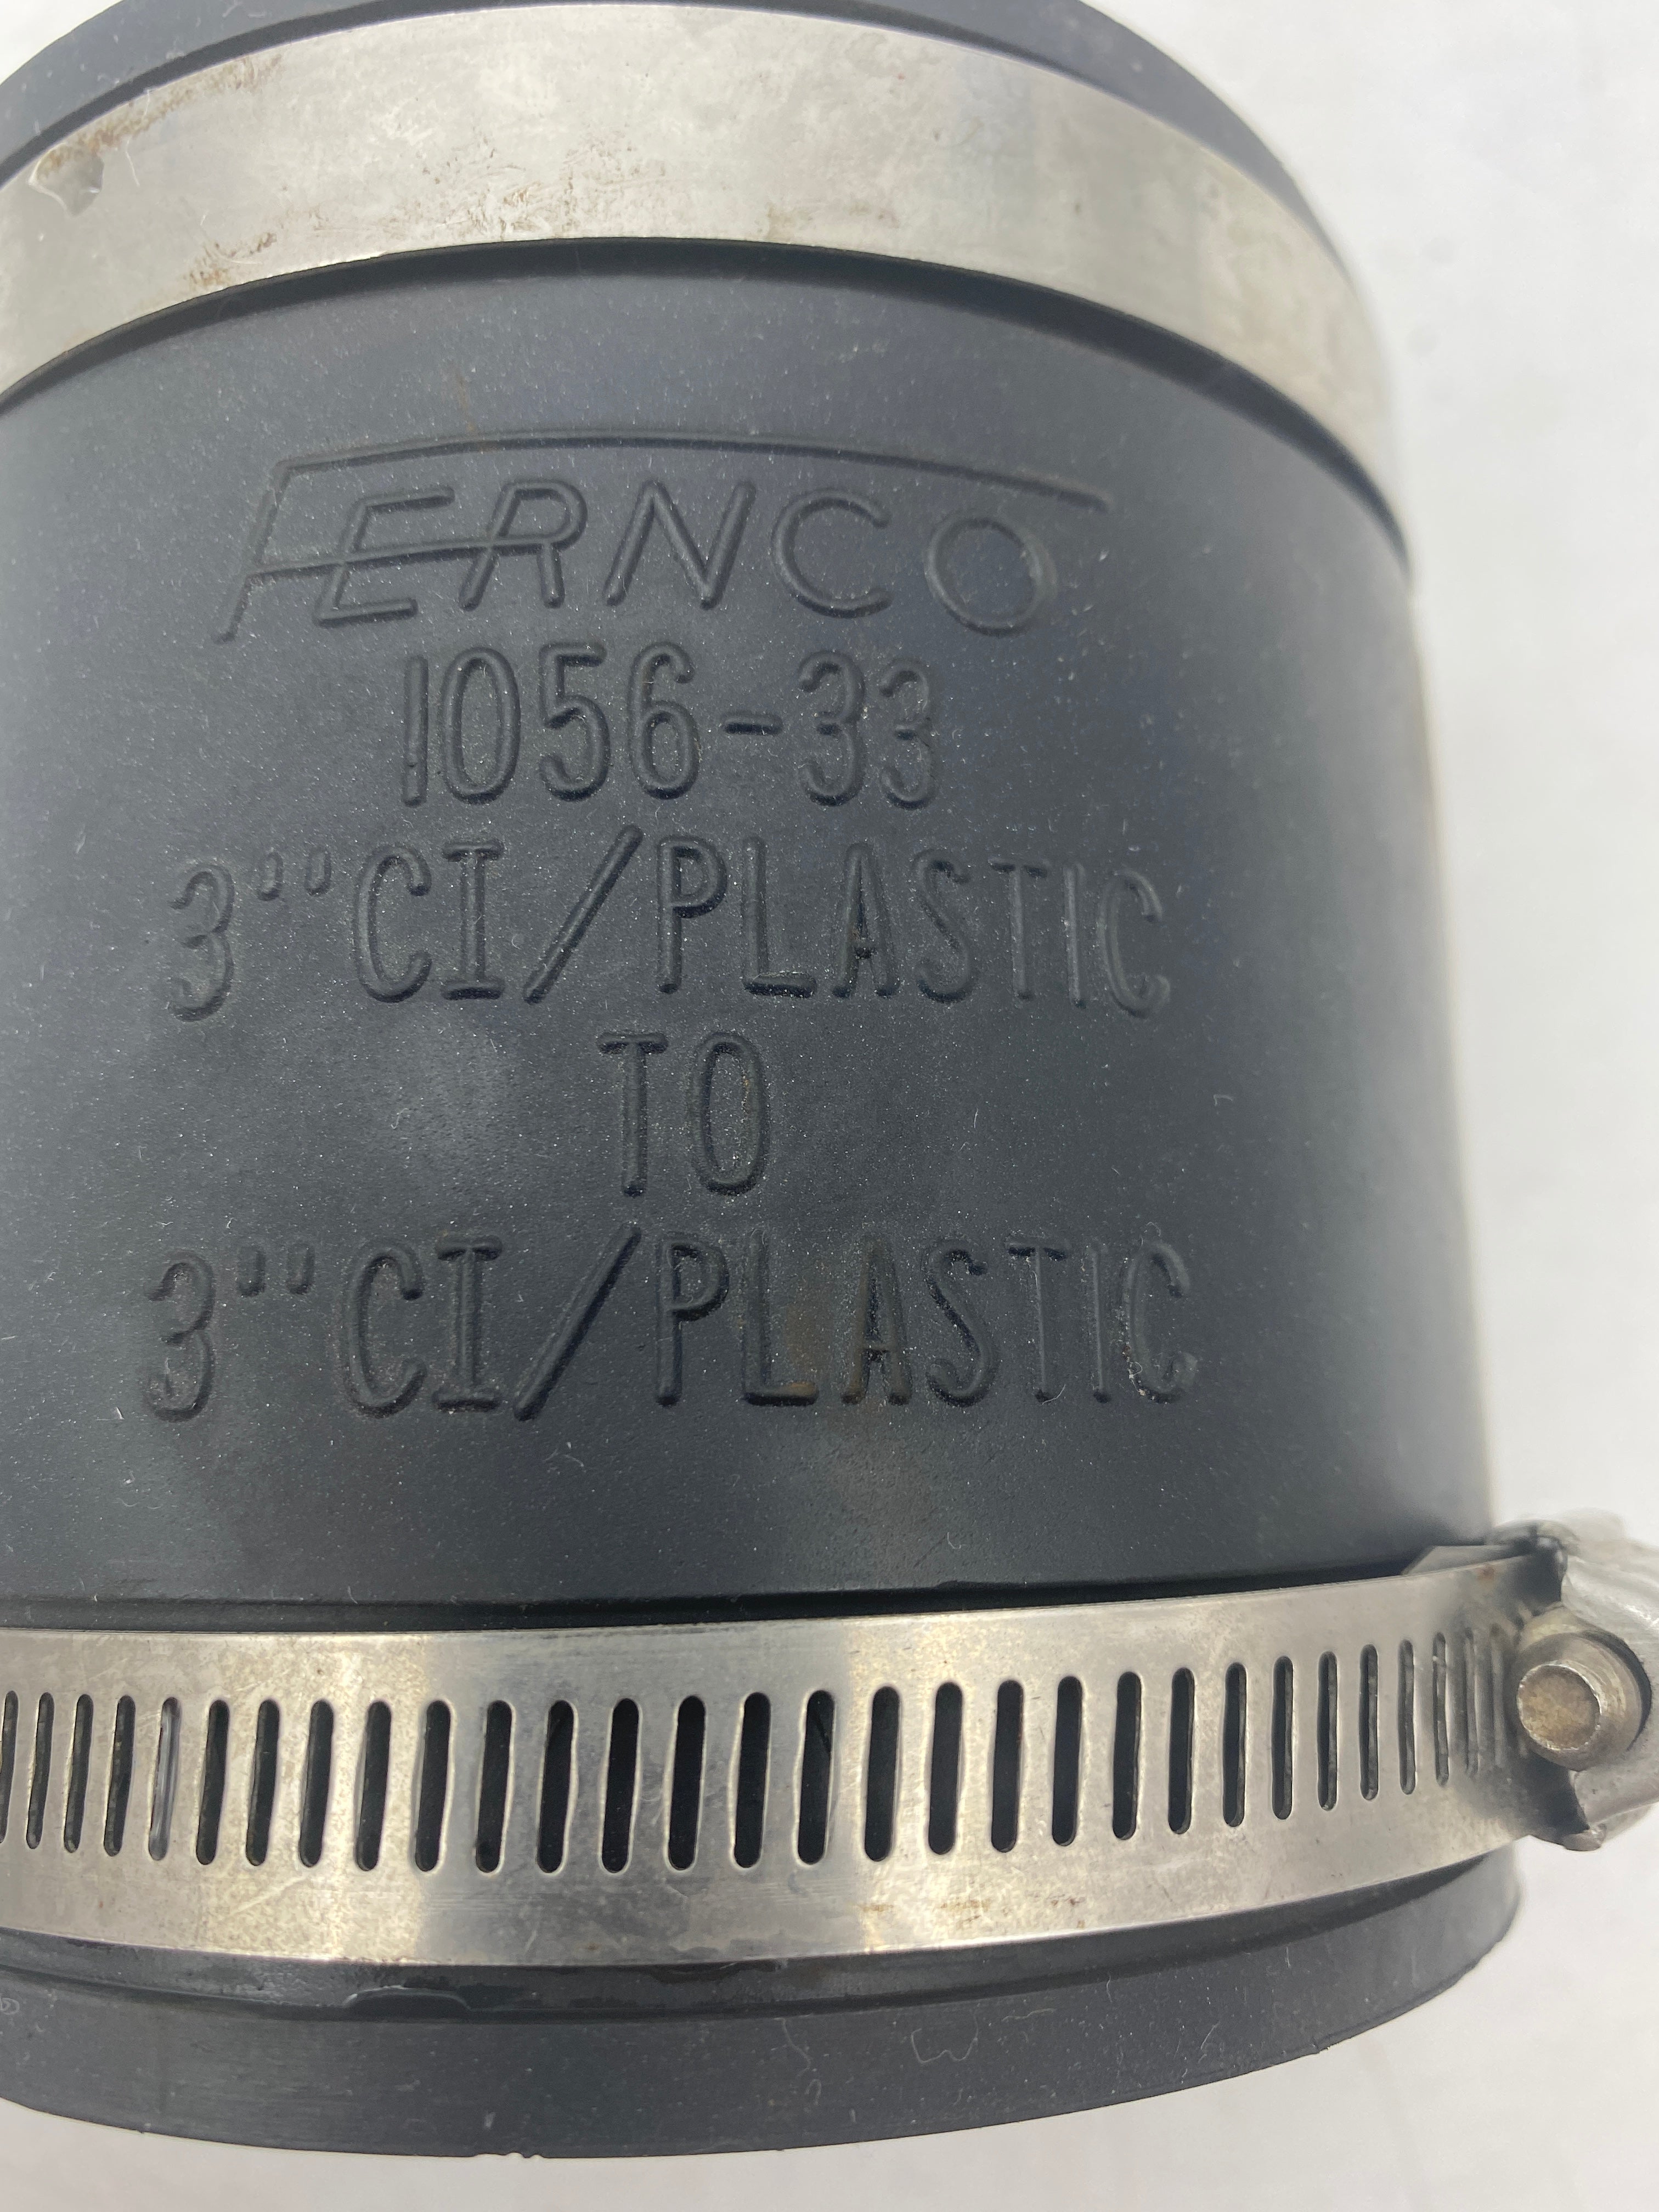 FERNCO
1056-33
3"CI/PLASTIC
TO
3"CI/PLASTIC